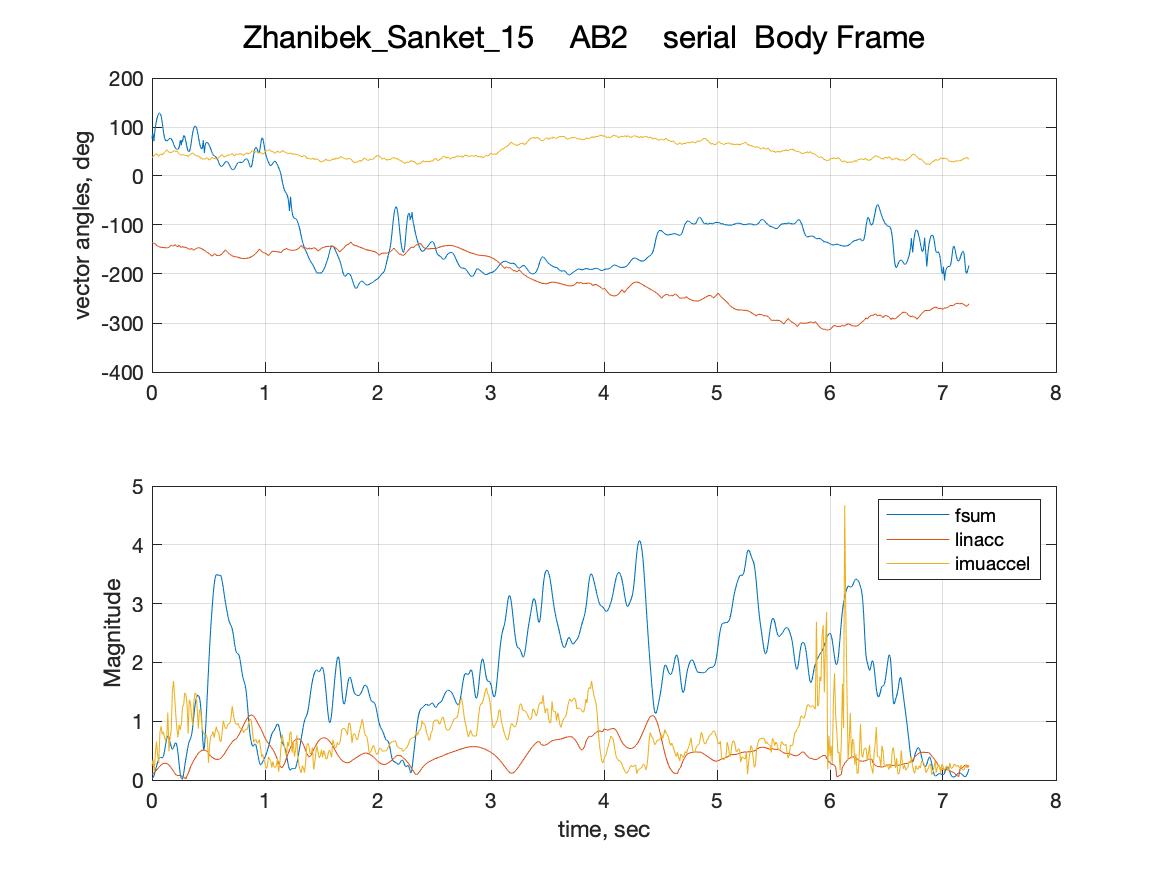 Zhanibek_Sanket_15 AB2 serial Body Frame
200
100
0
-100
-200
-300
-400
vector angles, deg
0 1 2 3 4 5 6 7 8
5
4
3
2
1
0
Magnitude
fsum
linacc
imuaccel
0 1 2 3 4 5 6 7 8
time, sec